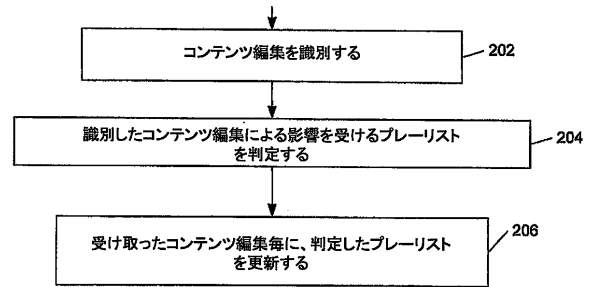 コンテンツ編集を識別する
202
識別したコンテンツ編集による影響を受けるプレーリスト
を判定する
204
受け取ったコンテンツ編集毎に、判定したプレーリスト
を更新する
206